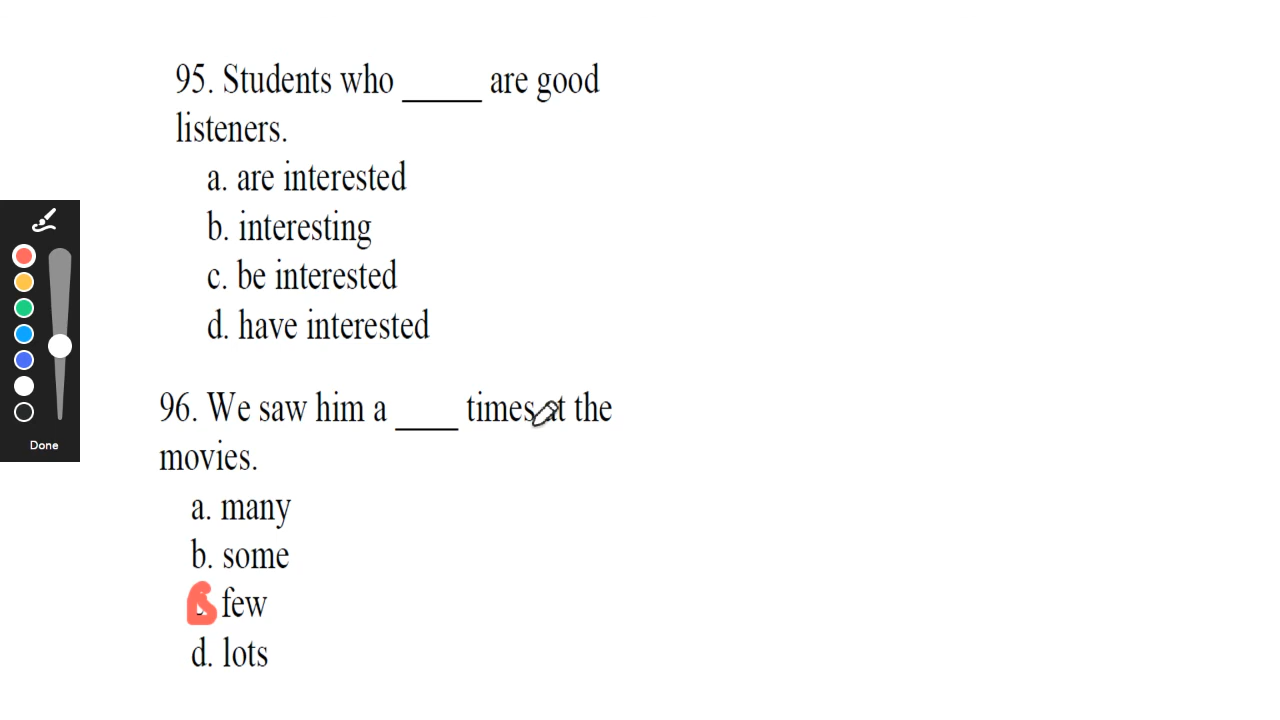 95. Students who _____ are good
listeners.
a. are interested
b. interesting
c. be interested
d. have interested
96. We saw him a ____ times at the
movies.
a. many
b. some
few
d. lots
Done